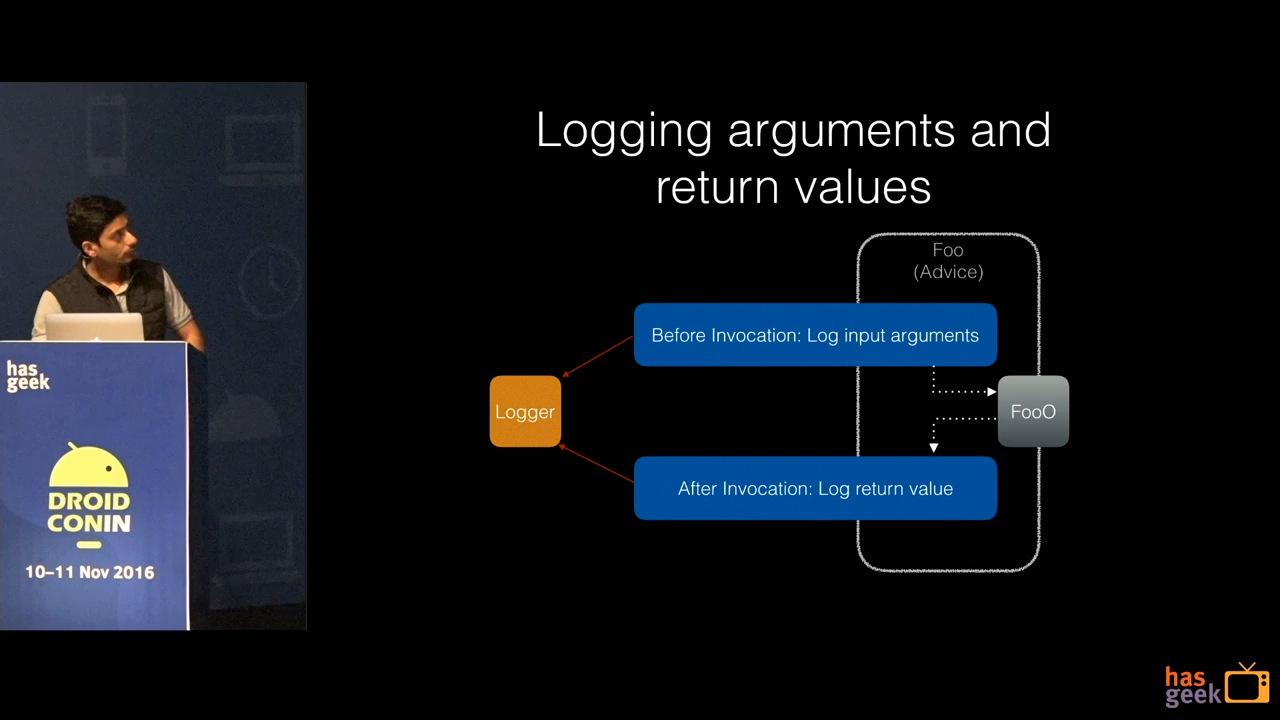 Logging arguments and
return values
Foo
(Advice)
Before Invocation: Log input arguments
Logger
FooO
After Invocation: Log return value
has
geek
DROID
CONIN
10–11 Nov 2016
has
geek